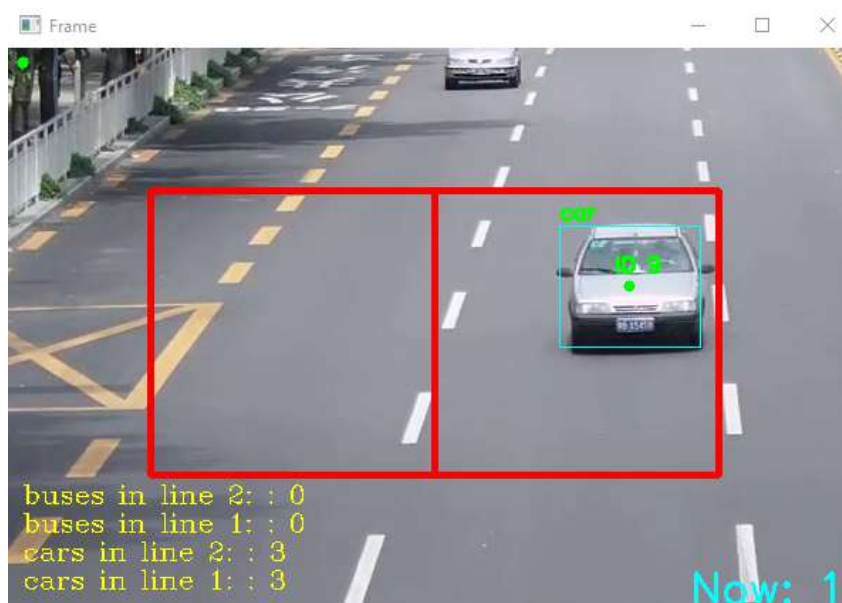 Frame
car
ID 3
buses in line 2: : 0
buses in line 1: : 0
cars in line 2: : 3
cars in line 1: : 3
Now: 1